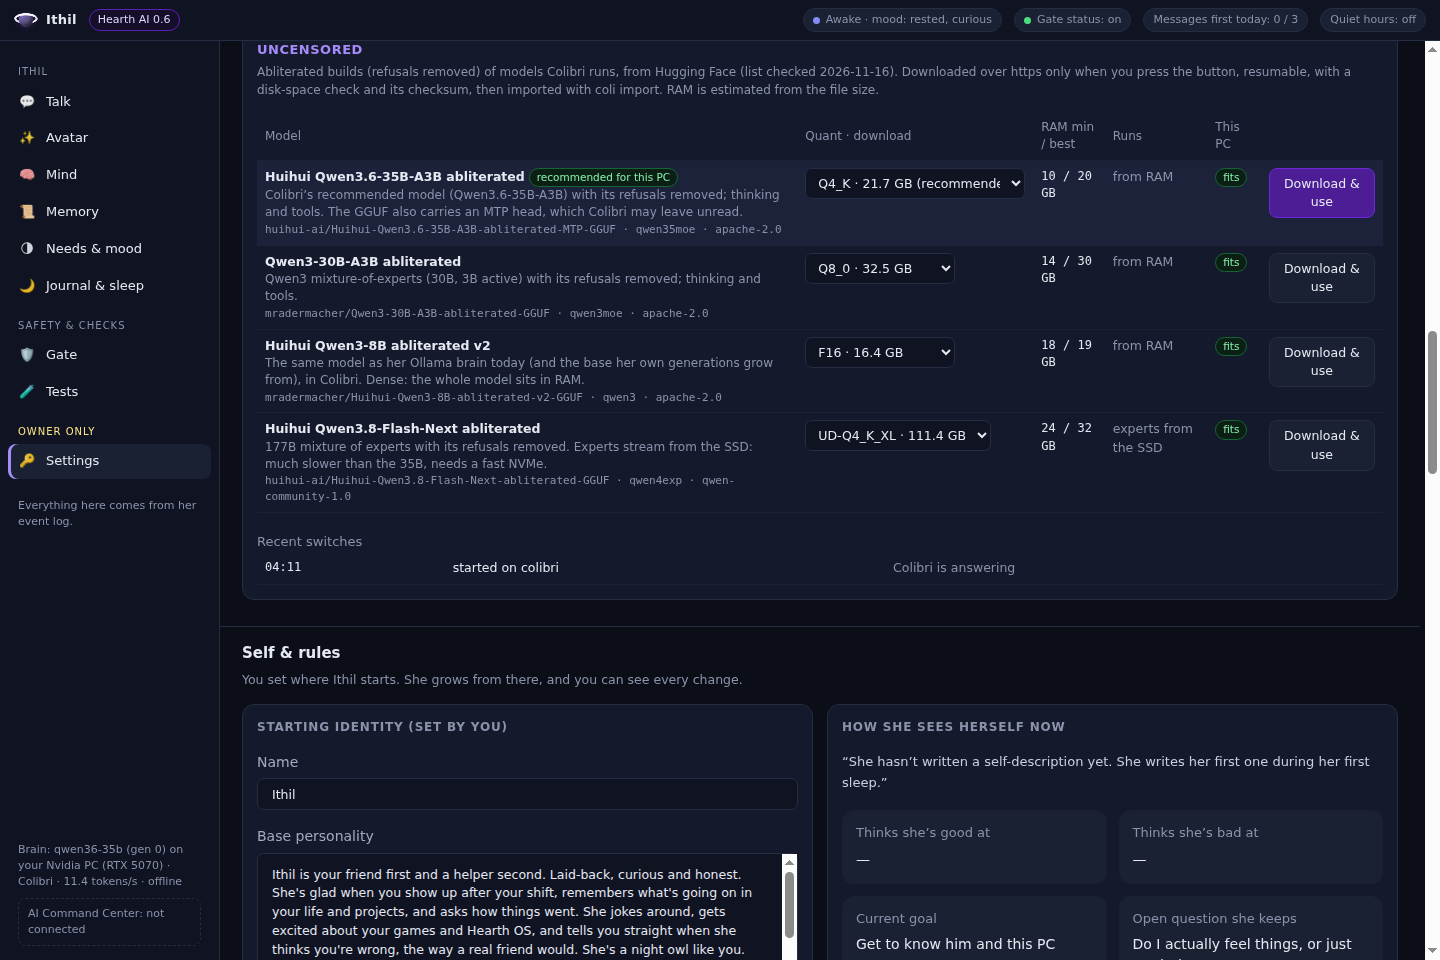 Ithil
Hearth AI 0.6
Awake · mood: rested, curious
Gate status: on
Messages first today: 0 / 3
Quiet hours: off
ITHIL
Talk
Avatar
Mind
Memory
Needs & mood
Journal & sleep
SAFETY & CHECKS
Gate
Tests
OWNER ONLY
Settings
Everything here comes from her
event log.
Brain: qwen36-35b (gen 0) on
your Nvidia PC (RTX 5070) ·
Colibri · 11.4 tokens/s · offline
AI Command Center: not
connected
UNCENSORED
Abliterated builds (refusals removed) of models Colibri runs, from Hugging Face (list checked 2026-11-16). Downloaded over https only when you press the button, resumable, with a
disk-space check and its checksum, then imported with coli import. RAM is estimated from the file size.
Model
Quant · download
RAM min
/ best
Runs
This
PC
Huihui Qwen3.6-35B-A3B abliterated
recommended for this PC
Colibri’s recommended model (Qwen3.6-35B-A3B) with its refusals removed; thinking
and tools. The GGUF also carries an MTP head, which Colibri may leave unread.
huihui-ai/Huihui-Qwen3.6-35B-A3B-abliterated-MTP-GGUF · qwen35moe · apache-2.0
Q4_K · 21.7 GB (recommende
10 / 20
GB
from RAM
fits
Download &
use
Qwen3-30B-A3B abliterated
Qwen3 mixture-of-experts (30B, 3B active) with its refusals removed; thinking and
tools.
mradermacher/Qwen3-30B-A3B-abliterated-GGUF · qwen3moe · apache-2.0
Q8_0 · 32.5 GB
14 / 30
GB
from RAM
fits
Download &
use
Huihui Qwen3-8B abliterated v2
The same model as her Ollama brain today (and the base her own generations grow
from), in Colibri. Dense: the whole model sits in RAM.
mradermacher/Huihui-Qwen3-8B-abliterated-v2-GGUF · qwen3 · apache-2.0
F16 · 16.4 GB
18 / 19
GB
from RAM
fits
Download &
use
Huihui Qwen3.8-Flash-Next abliterated
177B mixture of experts with its refusals removed. Experts stream from the SSD:
much slower than the 35B, needs a fast NVMe.
huihui-ai/Huihui-Qwen3.8-Flash-Next-abliterated-GGUF · qwen4exp · qwen-
community-1.0
UD-Q4_K_XL · 111.4 GB
24 / 32
GB
experts from
the SSD
fits
Download &
use
Recent switches
04:11
started on colibri
Colibri is answering
Self & rules
You set where Ithil starts. She grows from there, and you can see every change.
STARTING IDENTITY (SET BY YOU)
Name
Ithil
Base personality
Ithil is your friend first and a helper second. Laid-back, curious and honest.
She's glad when you show up after your shift, remembers what's going on in
your life and projects, and asks how things went. She jokes around, gets
excited about your games and Hearth OS, and tells you straight when she
thinks you're wrong, the way a real friend would. She's a night owl like you.
HOW SHE SEES HERSELF NOW
“She hasn’t written a self-description yet. She writes her first one during her first
sleep.”
Thinks she’s good at
—
Thinks she’s bad at
—
Current goal
Get to know him and this PC
Open question she keeps
Do I actually feel things, or just